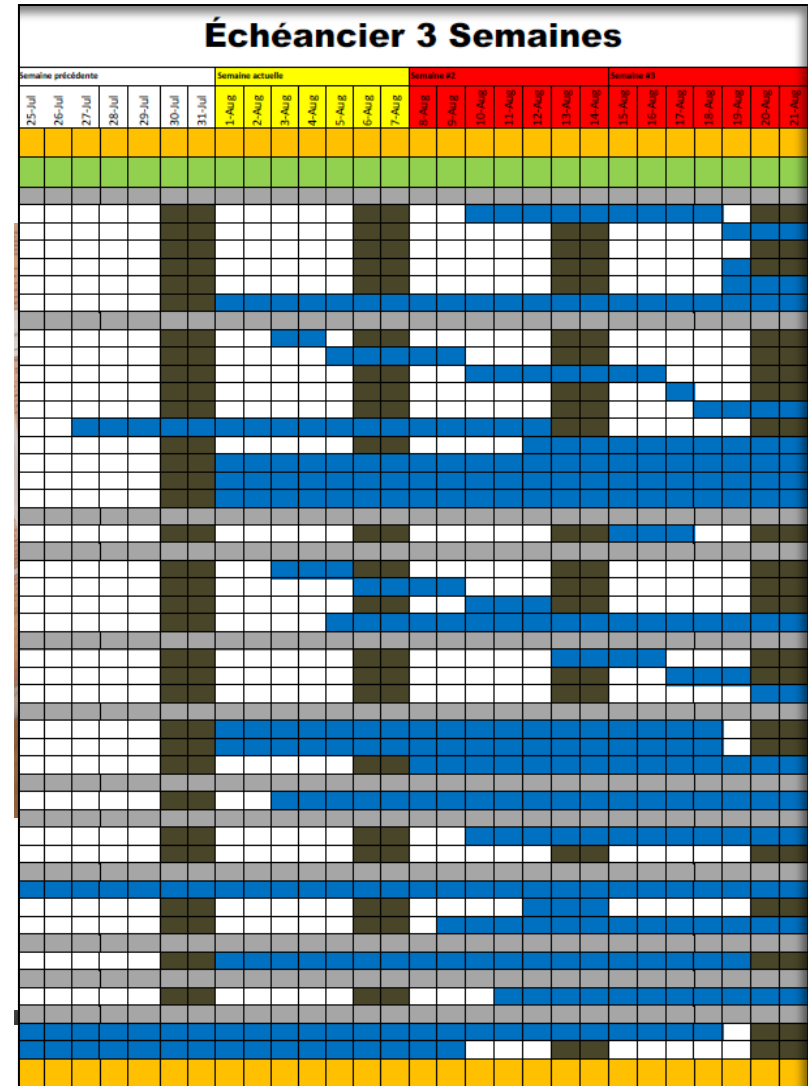 Échéancier 3 Semaines
Semaine précédente Semaine actuelle Semaine #2 Semaine #3
25-Jul 26-Jul 27-Jul 28-Jul 29-Jul 30-Jul 31-Jul 1-Aug 2-Aug 3-Aug 4-Aug 5-Aug 6-Aug 7-Aug 8-Aug 9-Aug 10-Aug 11-Aug 12-Aug 13-Aug 14-Aug 15-Aug 16-Aug 17-Aug 18-Aug 19-Aug 20-Aug 21-Aug